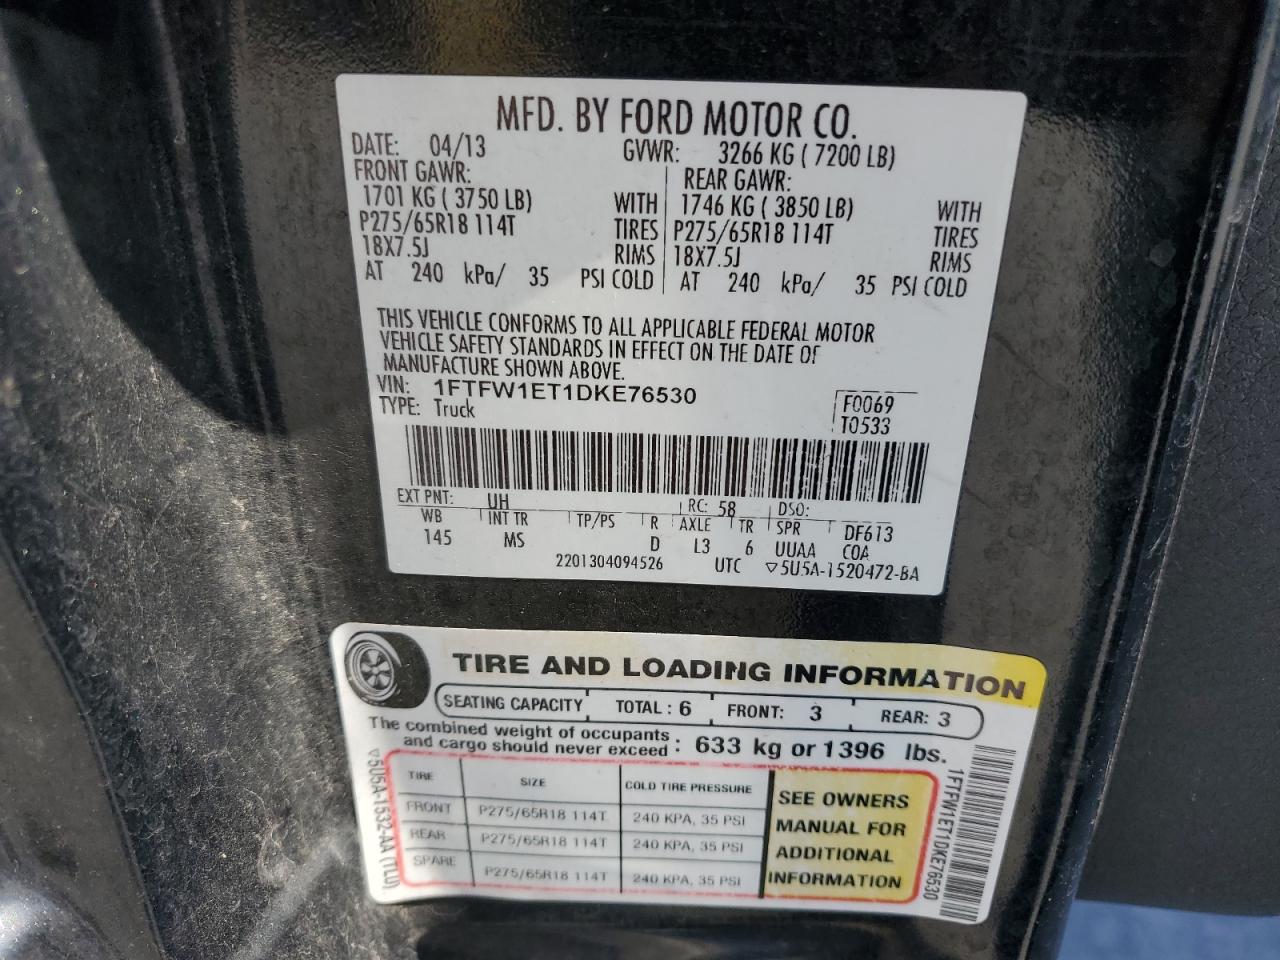 MFD. BY FORD MOTOR CO.
DATE: 04/13 GVWR: 3266 KG ( 7200 LB)
FRONT GAWR: REAR GAWR:
1701 KG ( 3750 LB) WITH 1746 KG ( 3850 LB) WITH
P275/65R18 114T TIRES P275/65R18 114T TIRES
18X7.5J RIMS 18X7.5J RIMS
AT 240 kPa/ 35 PSI COLD AT 240 kPa/ 35 PSI COLD
THIS VEHICLE CONFORMS TO ALL APPLICABLE FEDERAL MOTOR
VEHICLE SAFETY STANDARDS IN EFFECT ON THE DATE OF
MANUFACTURE SHOWN ABOVE.
VIN: 1FTFW1ET1DKE76530 F0069
TYPE: Truck T0533
EXT PNT: UH RC: 58 DSO:
WB INT TR TP/PS R AXLE TR SPR DF613
145 MS D L3 6 UUAA COA
2201304094526 UTC ▽5U5A-1520472-BA
TIRE AND LOADING INFORMATION
SEATING CAPACITY TOTAL : 6 FRONT: 3 REAR: 3
The combined weight of occupants
and cargo should never exceed : 633 kg or 1396 lbs.
TIRE SIZE COLD TIRE PRESSURE
FRONT P275/65R18 114T 240 KPA, 35 PSI
REAR P275/65R18 114T 240 KPA, 35 PSI
SPARE P275/65R18 114T 240 KPA, 35 PSI
SEE OWNERS
MANUAL FOR
ADDITIONAL
INFORMATION
▽5U5A-1532-AA (TLU)
1FTFW1ET1DKE76530